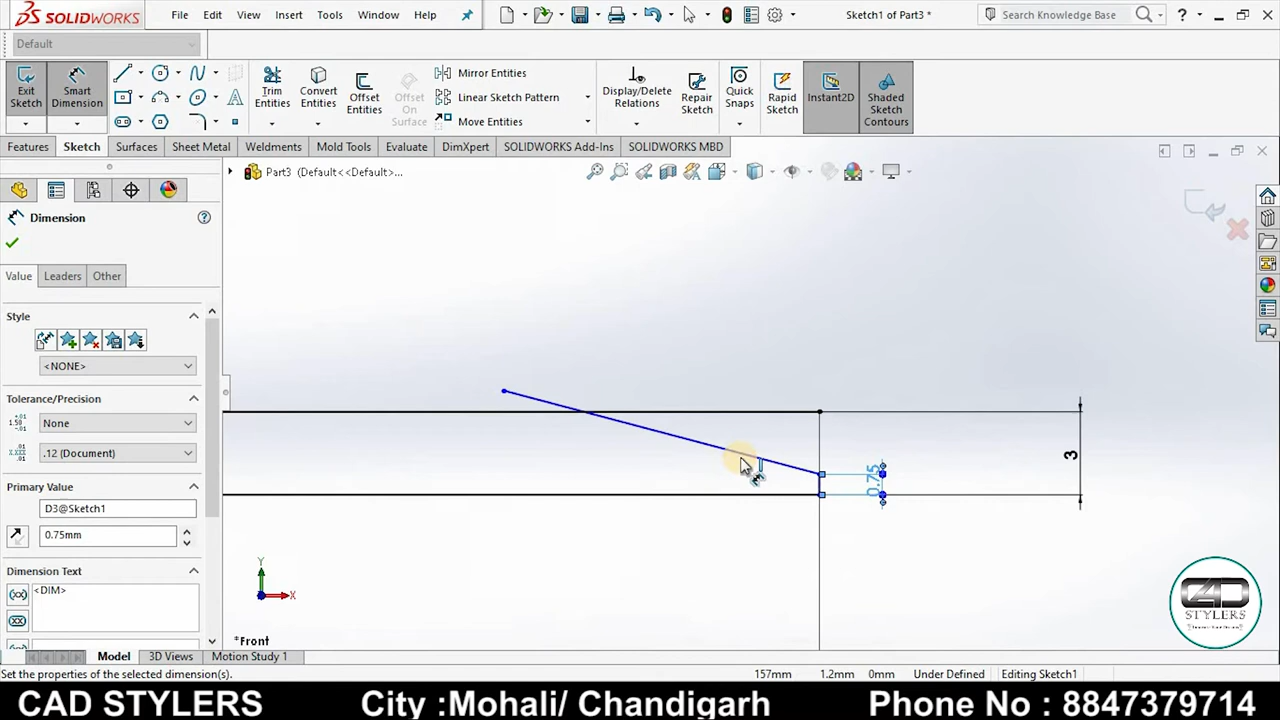 SOLIDWORKS
File Edit View Insert Tools Window Help
Sketch1 of Part3 *
Search Knowledge Base
?
Default
Exit Sketch
Smart Dimension
Trim Entities
Convert Entities
Offset Entities
Offset On Surface
Mirror Entities
Linear Sketch Pattern
Move Entities
Display/Delete Relations
Repair Sketch
Quick Snaps
Rapid Sketch
Instant2D
Shaded Sketch Contours
Features Sketch Surfaces Sheet Metal Weldments Mold Tools Evaluate DimXpert SOLIDWORKS Add-Ins SOLIDWORKS MBD
Part3 (Default<<Default>...
Dimension
Value Leaders Other
Style
<NONE>
Tolerance/Precision
None
.12 (Document)
Primary Value
D3@Sketch1
0.75mm
Dimension Text
<DIM>
0.75
3
Y
X
*Front
Model 3D Views Motion Study 1
Set the properties of the selected dimension(s).
157mm 1.2mm 0mm Under Defined Editing Sketch1
STYLERS
CAD STYLERS City :Mohali/ Chandigarh Phone No : 8847379714